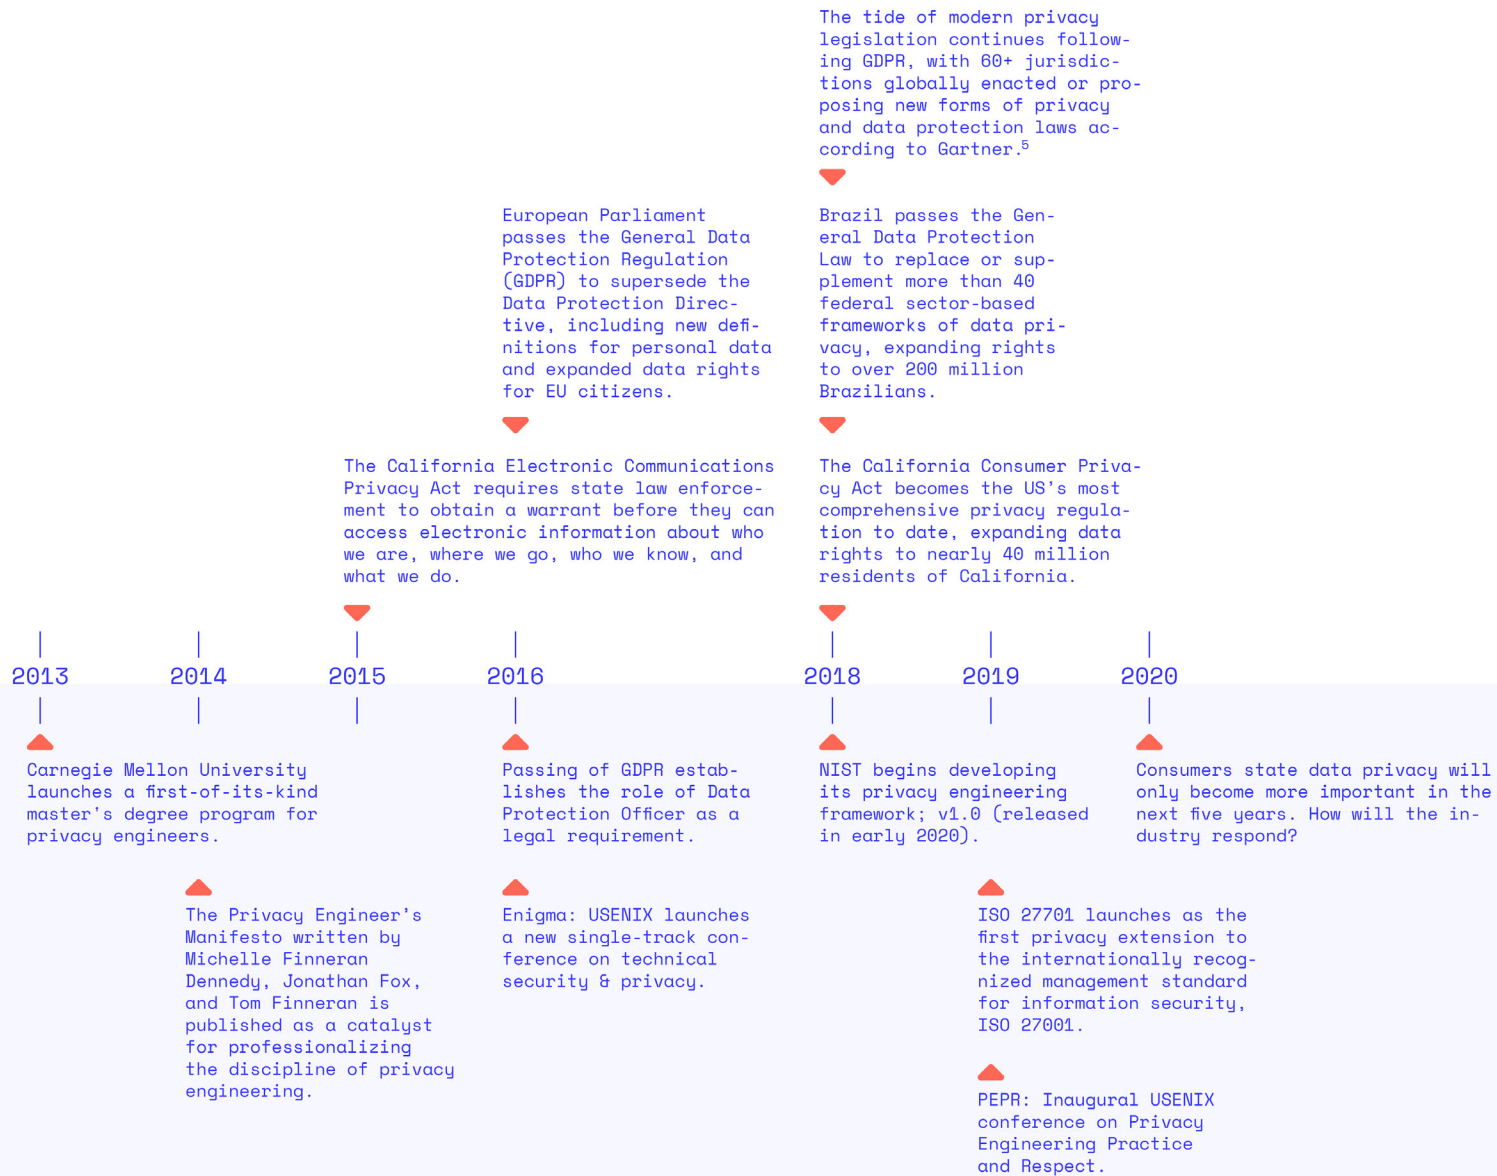 The tide of modern privacy
legislation continues follow-
ing GDPR, with 60+ jurisdic-
tions globally enacted or pro-
posing new forms of privacy
and data protection laws ac-
cording to Gartner.5
European Parliament
passes the General Data
Protection Regulation
(GDPR) to supersede the
Data Protection Direc-
tive, including new defi-
nitions for personal data
and expanded data rights
for EU citizens.
Brazil passes the Gen-
eral Data Protection
Law to replace or sup-
plement more than 40
federal sector-based
frameworks of data pri-
vacy, expanding rights
to over 200 million
Brazilians.
The California Electronic Communications
Privacy Act requires state law enforce-
ment to obtain a warrant before they can
access electronic information about who
we are, where we go, who we know, and
what we do.
The California Consumer Priva-
cy Act becomes the US's most
comprehensive privacy regula-
tion to date, expanding data
rights to nearly 40 million
residents of California.
2013 2014 2015 2016 2018 2019 2020
Carnegie Mellon University
launches a first-of-its-kind
master's degree program for
privacy engineers.
Passing of GDPR estab-
lishes the role of Data
Protection Officer as a
legal requirement.
NIST begins developing
its privacy engineering
framework; v1.0 (released
in early 2020).
Consumers state data privacy will
only become more important in the
next five years. How will the in-
dustry respond?
The Privacy Engineer's
Manifesto written by
Michelle Finneran
Dennedy, Jonathan Fox,
and Tom Finneran is
published as a catalyst
for professionalizing
the discipline of privacy
engineering.
Enigma: USENIX launches
a new single-track con-
ference on technical
security & privacy.
ISO 27701 launches as the
first privacy extension to
the internationally recog-
nized management standard
for information security,
ISO 27001.
PEPR: Inaugural USENIX
conference on Privacy
Engineering Practice
and Respect.